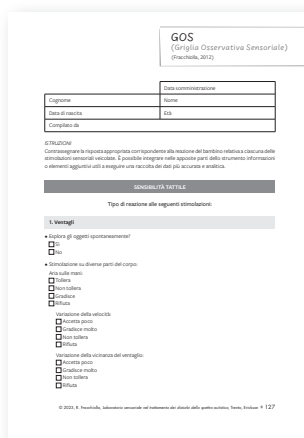 GOS
(Griglia Osservativa Sensoriale)
(Fracchiolla, 2012)
Data somministrazione
Cognome
Nome
Data di nascita
Età
Compilato da
ISTRUZIONI
Contrassegnare la risposta appropriata corrispondente alla reazione del bambino relativa a ciascuna delle
stimolazioni sensoriali veicolate. È possibile integrare nelle apposite parti dello strumento informazioni
o elementi aggiuntivi utili a eseguire una raccolta dei dati più accurata e analitica.
SENSIBILITÀ TATTILE
Tipo di reazione alle seguenti stimolazioni:
1. Ventagli
• Esplora gli oggetti spontaneamente?
Sì
No
• Stimolazione su diverse parti del corpo:
Aria sulle mani:
Tollera
Non tollera
Gradisce
Rifiuta
Variazione della velocità:
Accetta poco
Gradisce molto
Non tollera
Rifiuta
Variazione della vicinanza del ventaglio:
Accetta poco
Gradisce molto
Non tollera
Rifiuta
© 2023, R. Fracchiolla, Laboratorio sensoriale nel trattamento dei disturbi dello spettro autistico, Trento, Erickson • 127